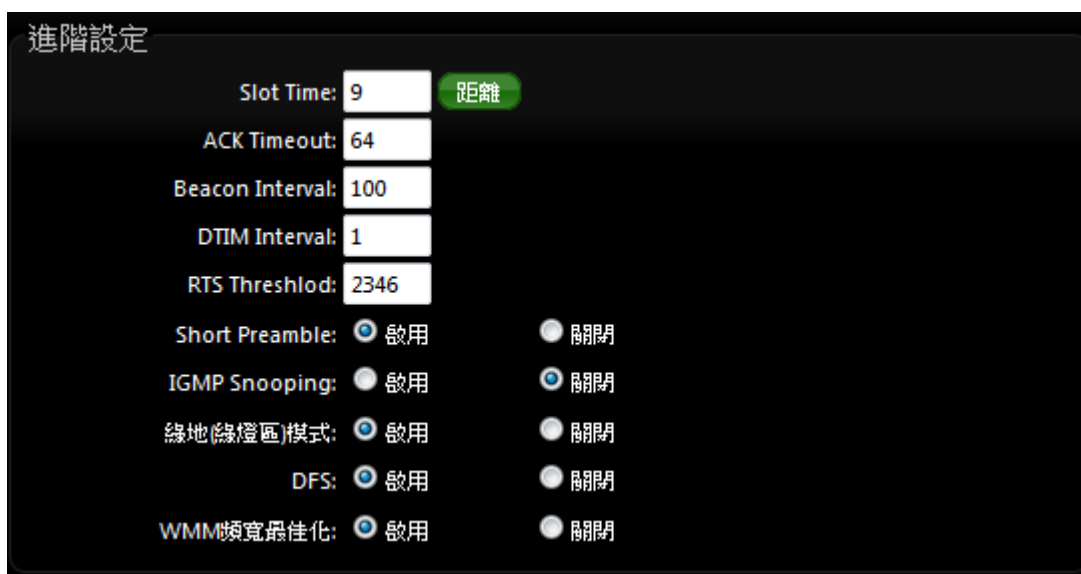 進階設定
Slot Time: 9 距離
ACK Timeout: 64
Beacon Interval: 100
DTIM Interval: 1
RTS Threshlod: 2346
Short Preamble: 啟用 關閉
IGMP Snooping: 啟用 關閉
綠地(綠燈區)模式: 啟用 關閉
DFS: 啟用 關閉
WMM頻寬最佳化: 啟用 關閉